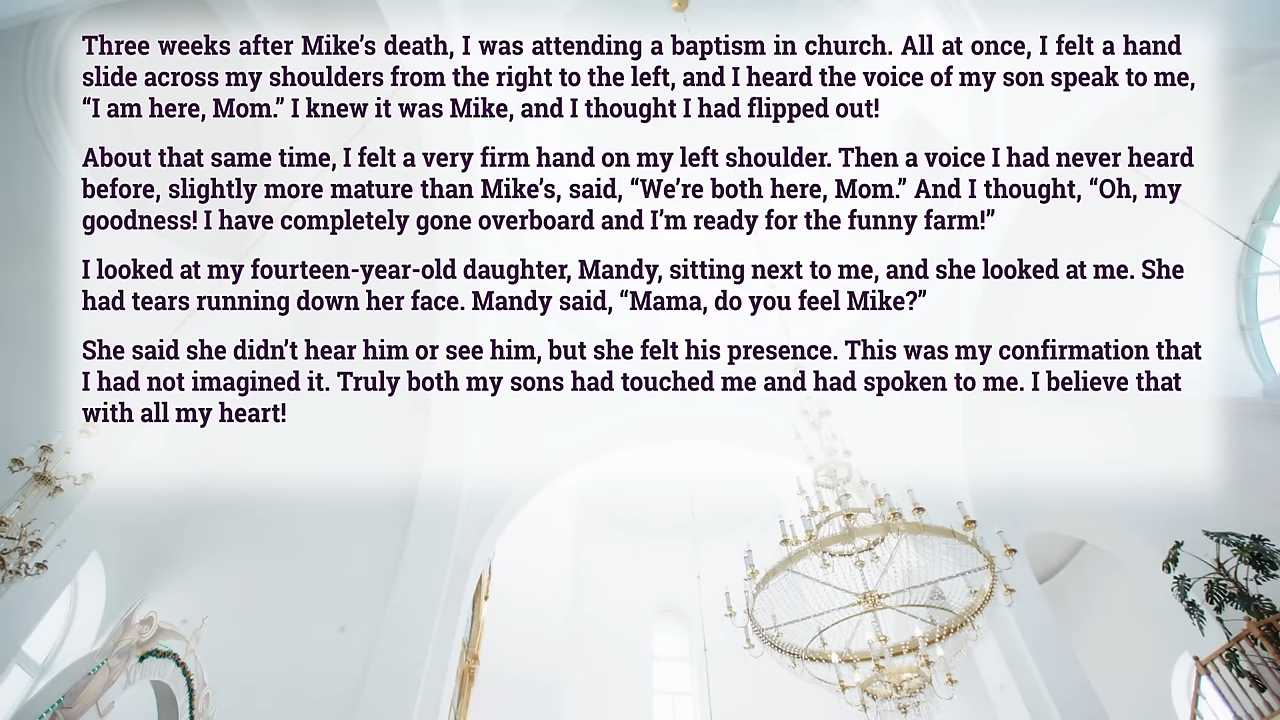 Three weeks after Mike’s death, I was attending a baptism in church. All at once, I felt a hand
slide across my shoulders from the right to the left, and I heard the voice of my son speak to me,
“I am here, Mom.” I knew it was Mike, and I thought I had flipped out!
About that same time, I felt a very firm hand on my left shoulder. Then a voice I had never heard
before, slightly more mature than Mike’s, said, “We’re both here, Mom.” And I thought, “Oh, my
goodness! I have completely gone overboard and I’m ready for the funny farm!”
I looked at my fourteen-year-old daughter, Mandy, sitting next to me, and she looked at me. She
had tears running down her face. Mandy said, “Mama, do you feel Mike?”
She said she didn’t hear him or see him, but she felt his presence. This was my confirmation that
I had not imagined it. Truly both my sons had touched me and had spoken to me. I believe that
with all my heart!